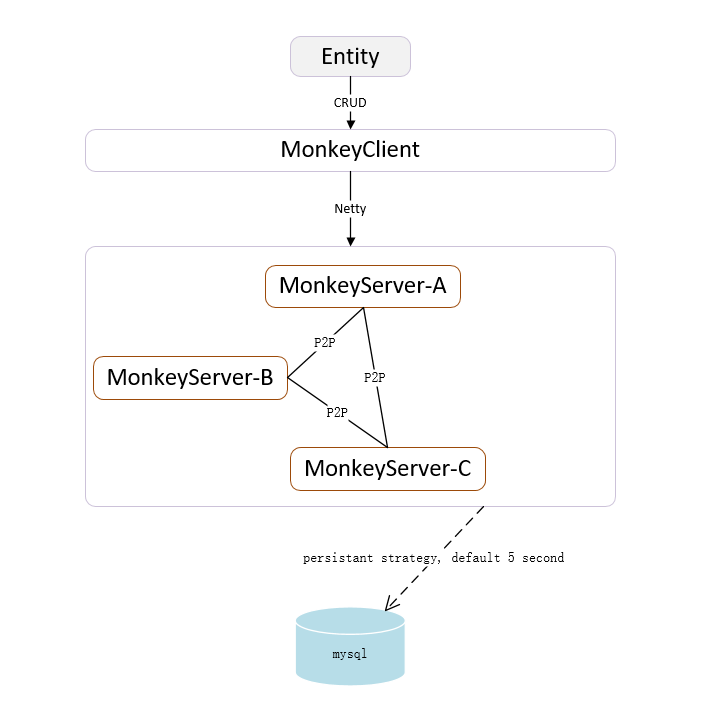 Entity
CRUD
MonkeyClient
Netty
MonkeyServer-A
P2P
P2P
MonkeyServer-B
P2P
MonkeyServer-C
persistant strategy, default 5 second
mysql